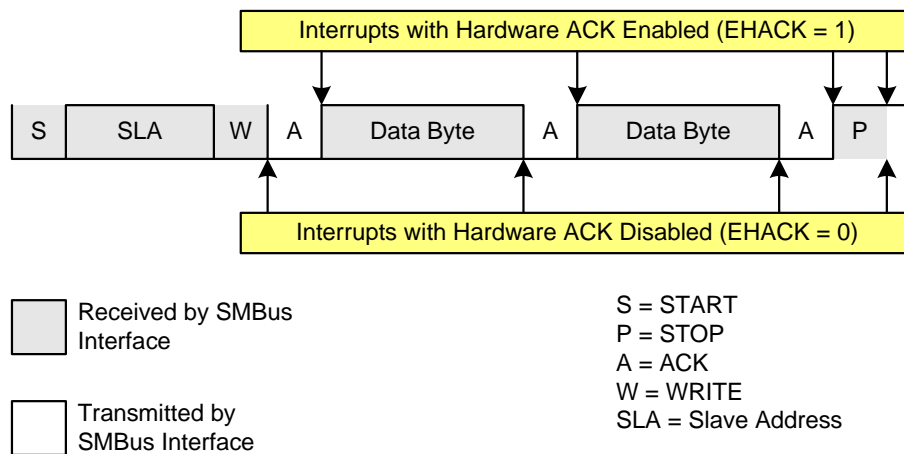 Interrupts with Hardware ACK Enabled (EHACK = 1)
S SLA W A Data Byte A Data Byte A P
Interrupts with Hardware ACK Disabled (EHACK = 0)
Received by SMBus
Interface
Transmitted by
SMBus Interface
S = START
P = STOP
A = ACK
W = WRITE
SLA = Slave Address